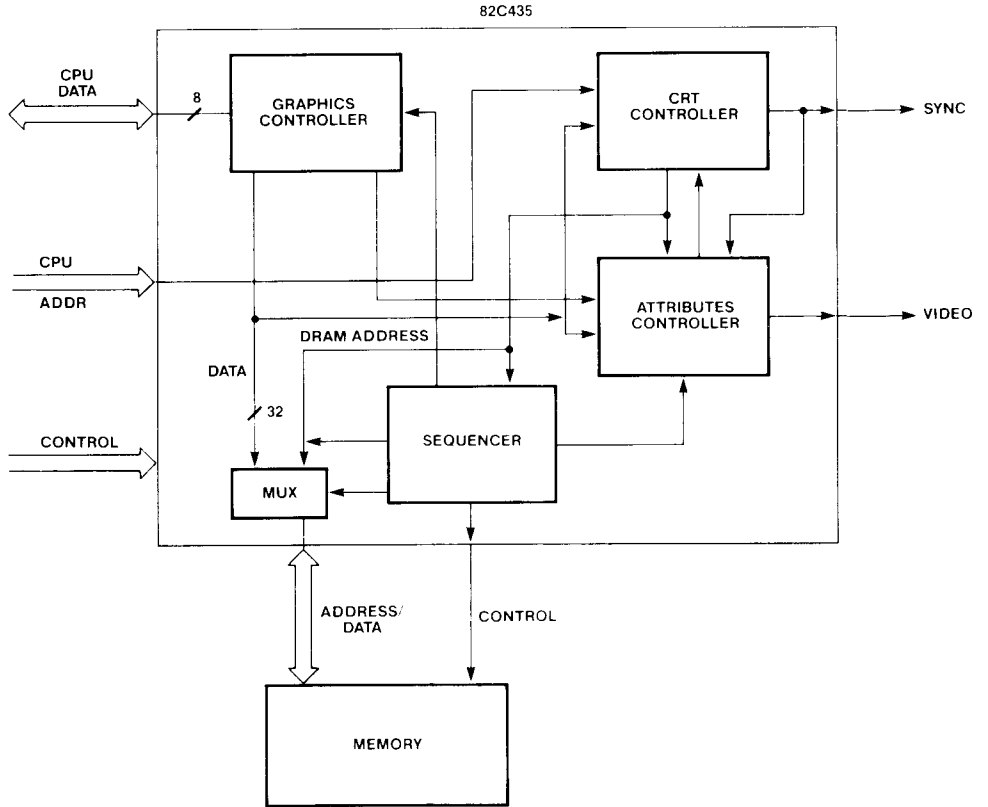 82C435
CPU
DATA
8
GRAPHICS
CONTROLLER
CRT
CONTROLLER
SYNC
CPU
ADDR
ATTRIBUTES
CONTROLLER
VIDEO
DRAM ADDRESS
DATA
32
CONTROL
SEQUENCER
MUX
ADDRESS/
DATA
CONTROL
MEMORY